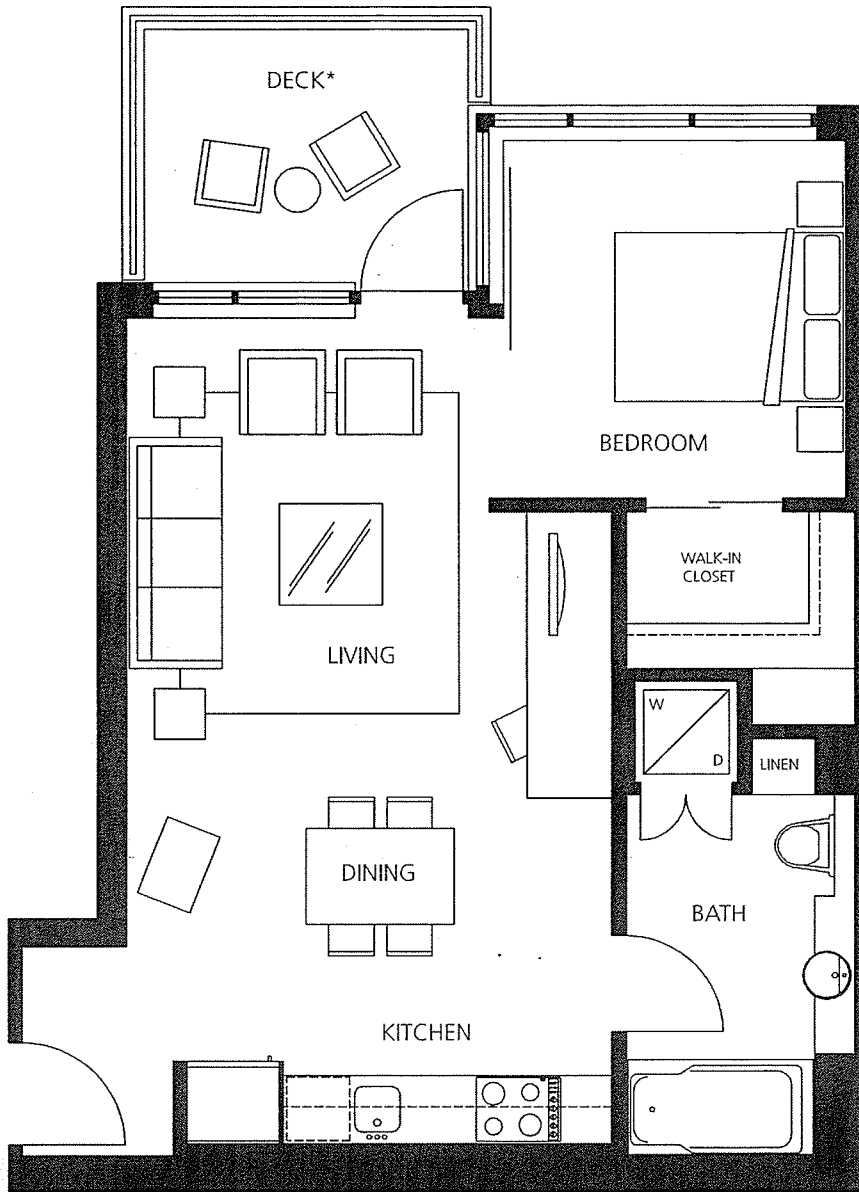 DECK*
BEDROOM
WALK-IN
CLOSET
LIVING
W
D
LINEN
DINING
BATH
KITCHEN